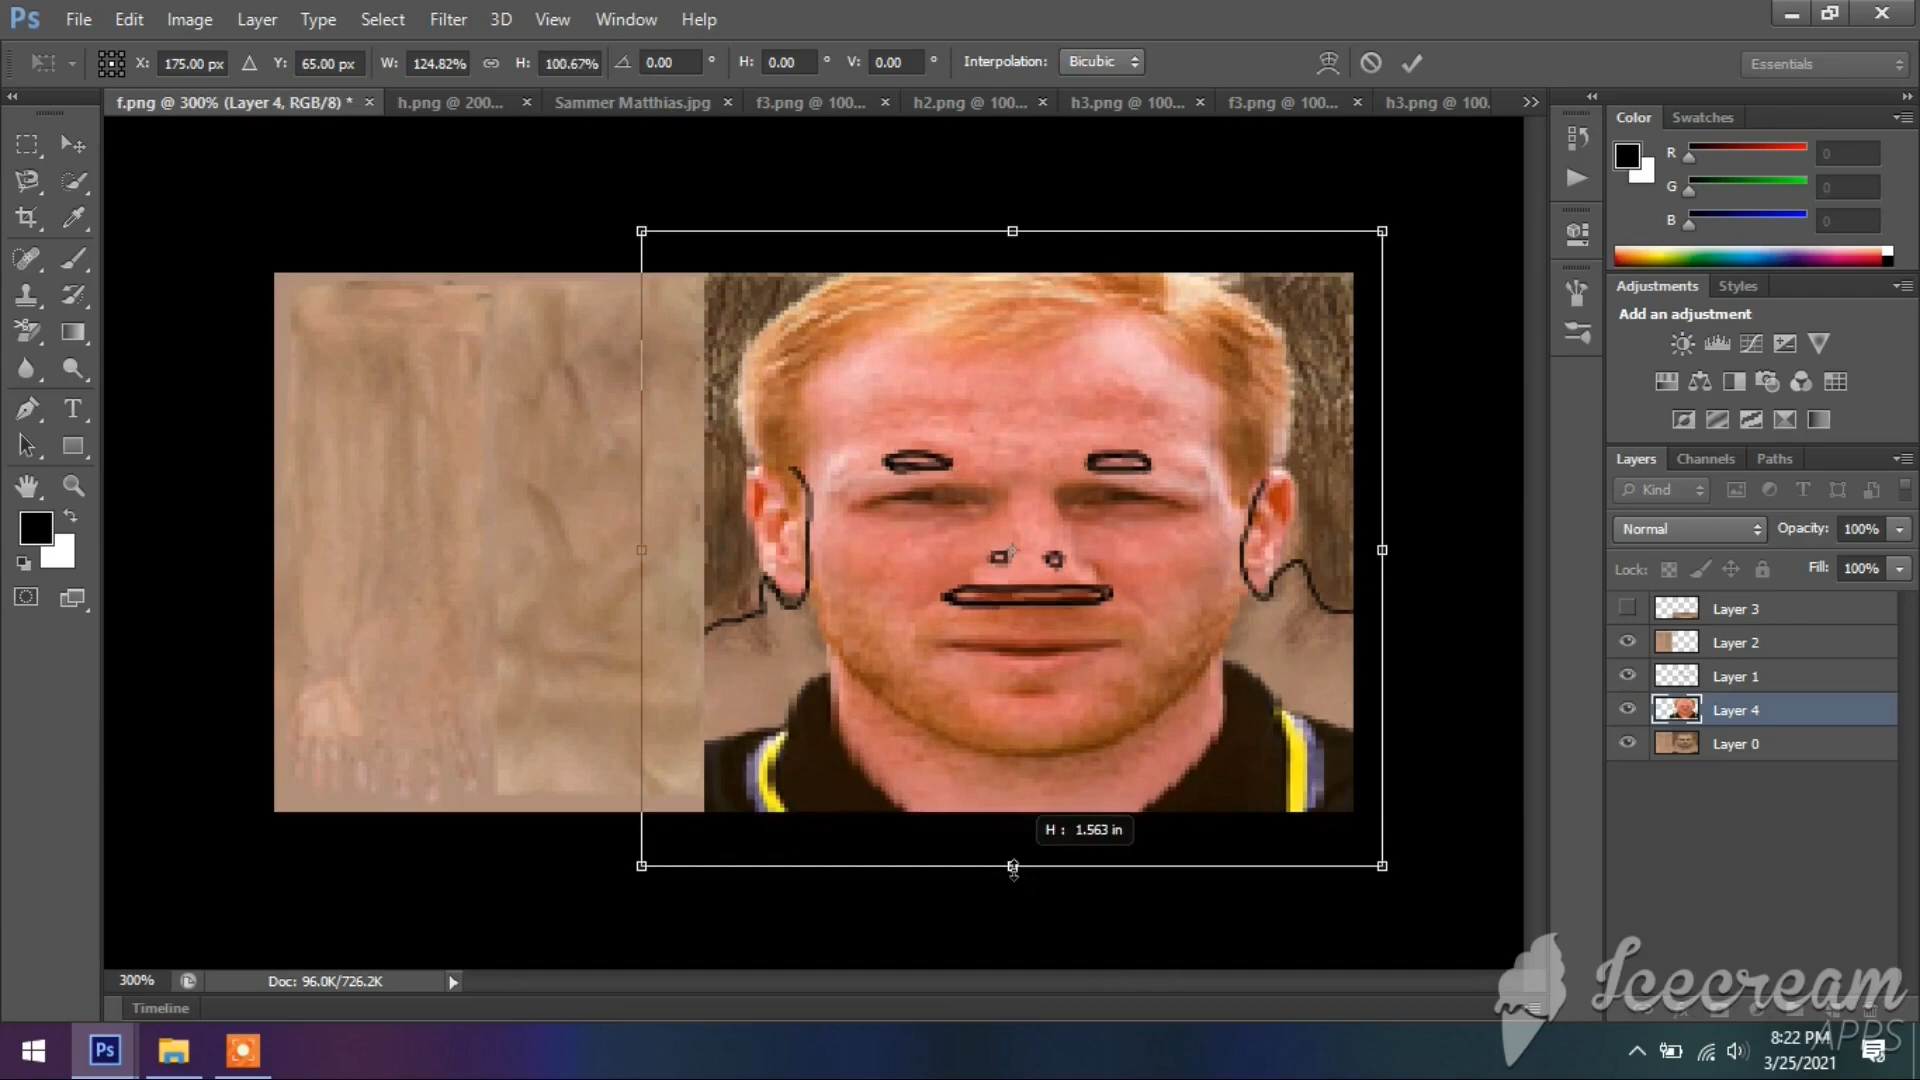 Ps File Edit Image Layer Type Select Filter 3D View Window Help
X: 175.00 px Y: 65.00 px W: 124.82% H: 100.67% 0.00 ° H: 0.00 ° V: 0.00 ° Interpolation: Bicubic Essentials
f.png @ 300% (Layer 4, RGB/8) * × h.png @ 200... × Sammer Matthias.jpg × f3.png @ 100... × h2.png @ 100... × h3.png @ 100... × f3.png @ 100... × h3.png @ 100.
Color Swatches
R 0
G 0
B 0
Adjustments Styles
Add an adjustment
Layers Channels Paths
Kind
Normal Opacity: 100%
Lock: Fill: 100%
Layer 3
Layer 2
Layer 1
Layer 4
Layer 0
H : 1.563 in
300% Doc: 96.0K/726.2K
Timeline
Icecream
APPS
Ps 8:22 PM
3/25/2021